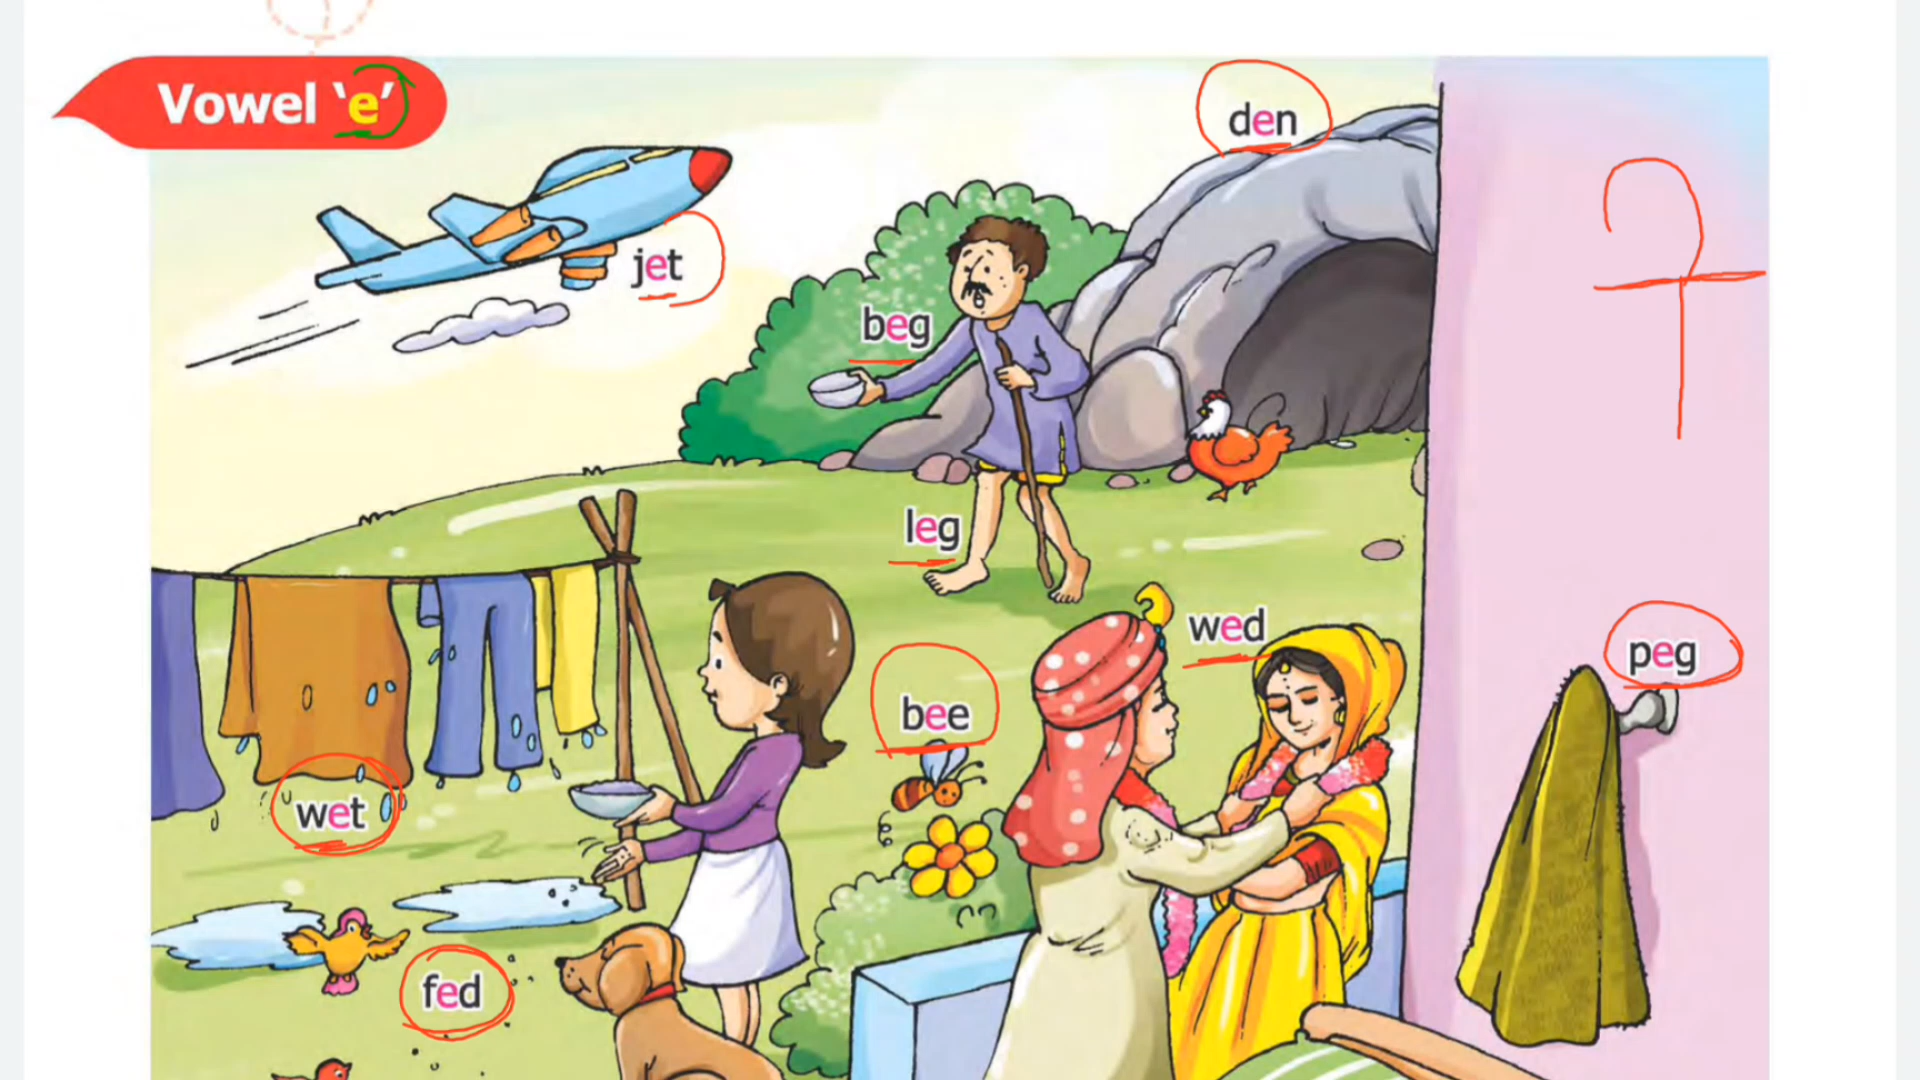 Vowel ‘e’
den
jet
beg
leg
wed
peg
bee
wet
fed